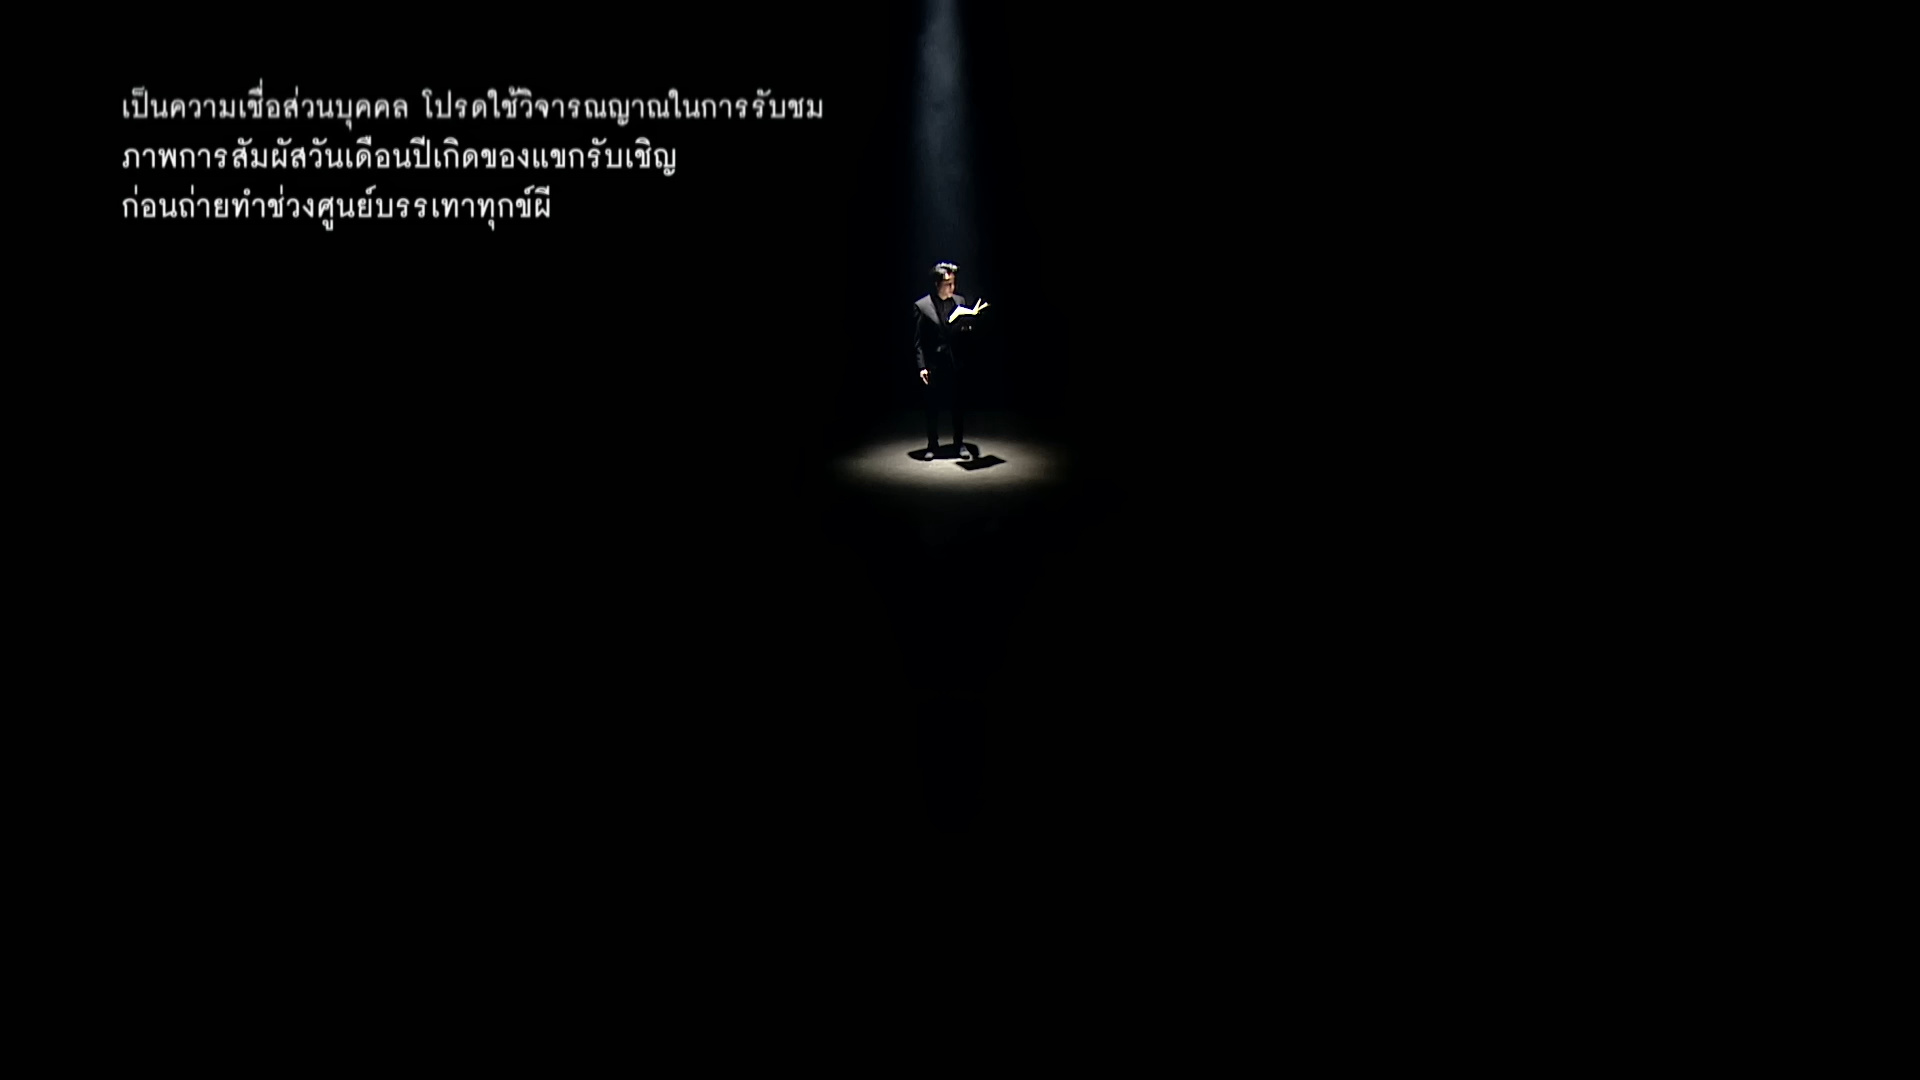 เป็นความเชื่อส่วนบุคคล โปรดใช้วิจารณญาณในการรับชม
ภาพการสัมผัสวันเดือนปีเกิดของแขกรับเชิญ
ก่อนถ่ายทำช่วงศูนย์บรรเทาทุกข์ผี